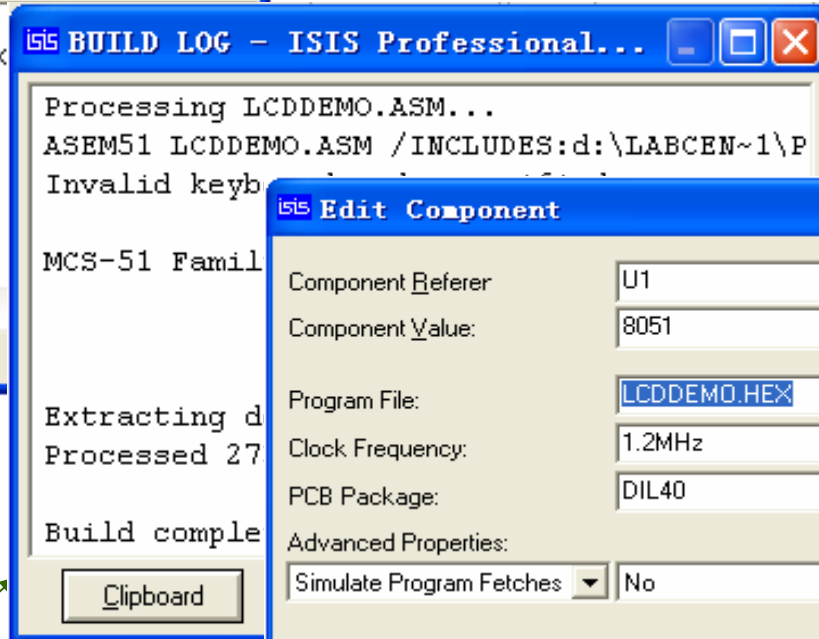 isis BUILD LOG - ISIS Professional...
Processing LCDDEMO.ASM...
ASEM51 LCDDEMO.ASM /INCLUDES:d:\LABCEN~1\P
Invalid keyb
MCS-51 Famil
Extracting d
Processed 27
Build comple
Clipboard
isis Edit Component
Component Referer U1
Component Value: 8051
Program File: LCDDEMO.HEX
Clock Frequency: 1.2MHz
PCB Package: DIL40
Advanced Properties:
Simulate Program Fetches No